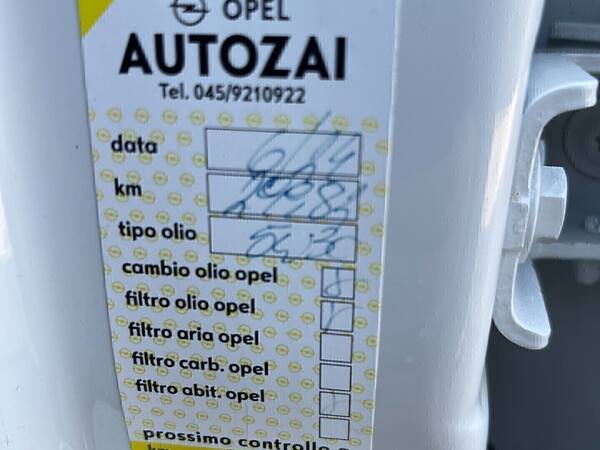 OPEL
AUTOZAI
Tel. 045/9210922
data
km
tipo olio
cambio olio opel
filtro olio opel
filtro aria opel
filtro carb. opel
filtro abit. opel
prossimo controllo a
km